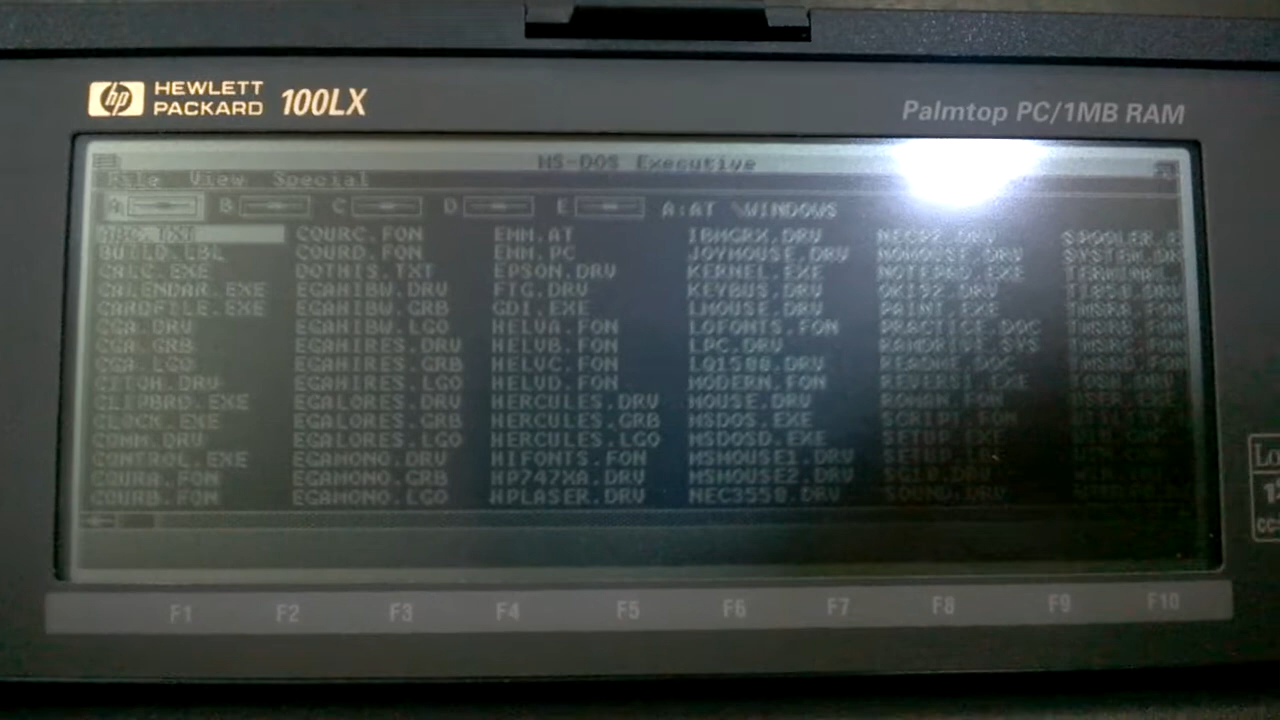 HEWLETT
PACKARD 100LX
Palmtop PC/1MB RAM
MS-DOS Executive
File View Special
A B C D E A:AT \WINDOWS
ABC.TXT COURC.FON EMM.AT IBMGRX.DRV
BUILD.LBL COURD.FON EMM.PC JOYMOUSE.DRV NOMOUSE.DRV
CALC.EXE DOTHIS.TXT EPSON.DRV KERNEL.EXE NOTEPAD.EXE
CALENDAR.EXE EGAHIBW.DRV FTG.DRV KEYBUS.DRV OKI92.DRV
CARDFILE.EXE EGAHIBW.GRB GDI.EXE LMOUSE.DRV PAINT.EXE
CGA.DRV EGAHIBW.LGO HELVA.FON LOFONTS.FON PRACTICE.DOC
CGA.GRB EGAHIRES.DRV HELVB.FON LPC.DRV RAMDRIVE.SYS
CGA.LGO EGAHIRES.GRB HELVC.FON LQ1500.DRV README.DOC
CITOH.DRV EGAHIRES.LGO HELVD.FON MODERN.FON REVERSI.EXE
CLIPBRD.EXE EGALORES.DRV HERCULES.DRV MOUSE.DRV ROMAN.FON
CLOCK.EXE EGALORES.GRB HERCULES.GRB MSDOS.EXE SCRIPT.FON
COMM.DRV EGALORES.LGO HERCULES.LGO MSDOSD.EXE SETUP.EXE
CONTROL.EXE EGAMONO.DRV HIFONTS.FON MSMOUSE1.DRV
COURA.FON EGAMONO.GRB HP747XA.DRV MSMOUSE2.DRV
COURB.FON EGAMONO.LGO HPLASER.DRV NEC3550.DRV SOUND.DRV
F1 F2 F3 F4 F5 F6 F7 F8 F9 F10